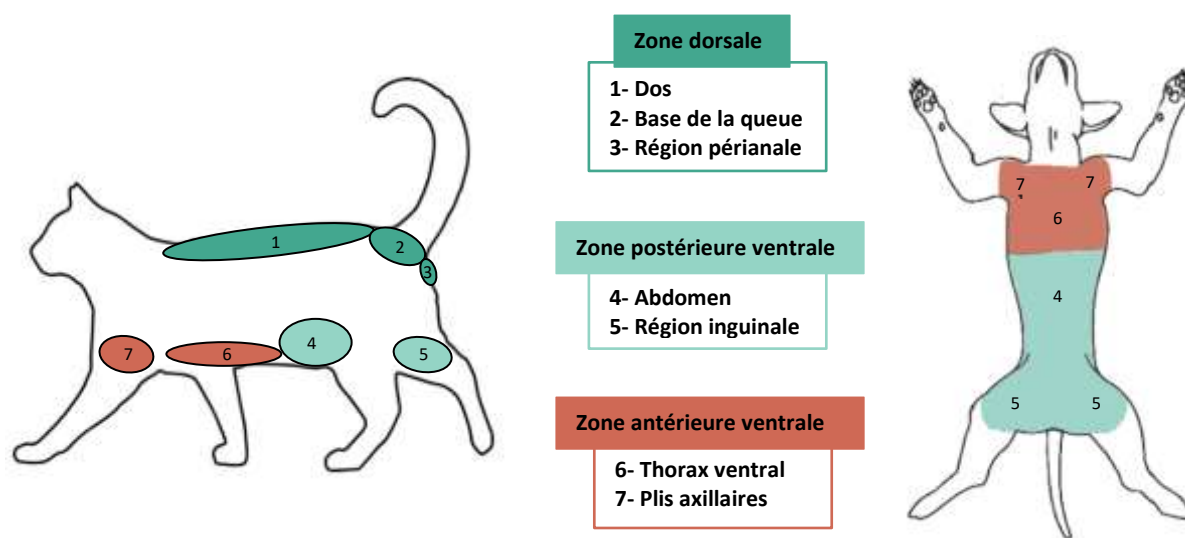 Zone dorsale
1- Dos
2- Base de la queue
3- Région périanale
Zone postérieure ventrale
4- Abdomen
5- Région inguinale
Zone antérieure ventrale
6- Thorax ventral
7- Plis axillaires
1
2
3
4
5
6
7
7
7
6
4
5
5